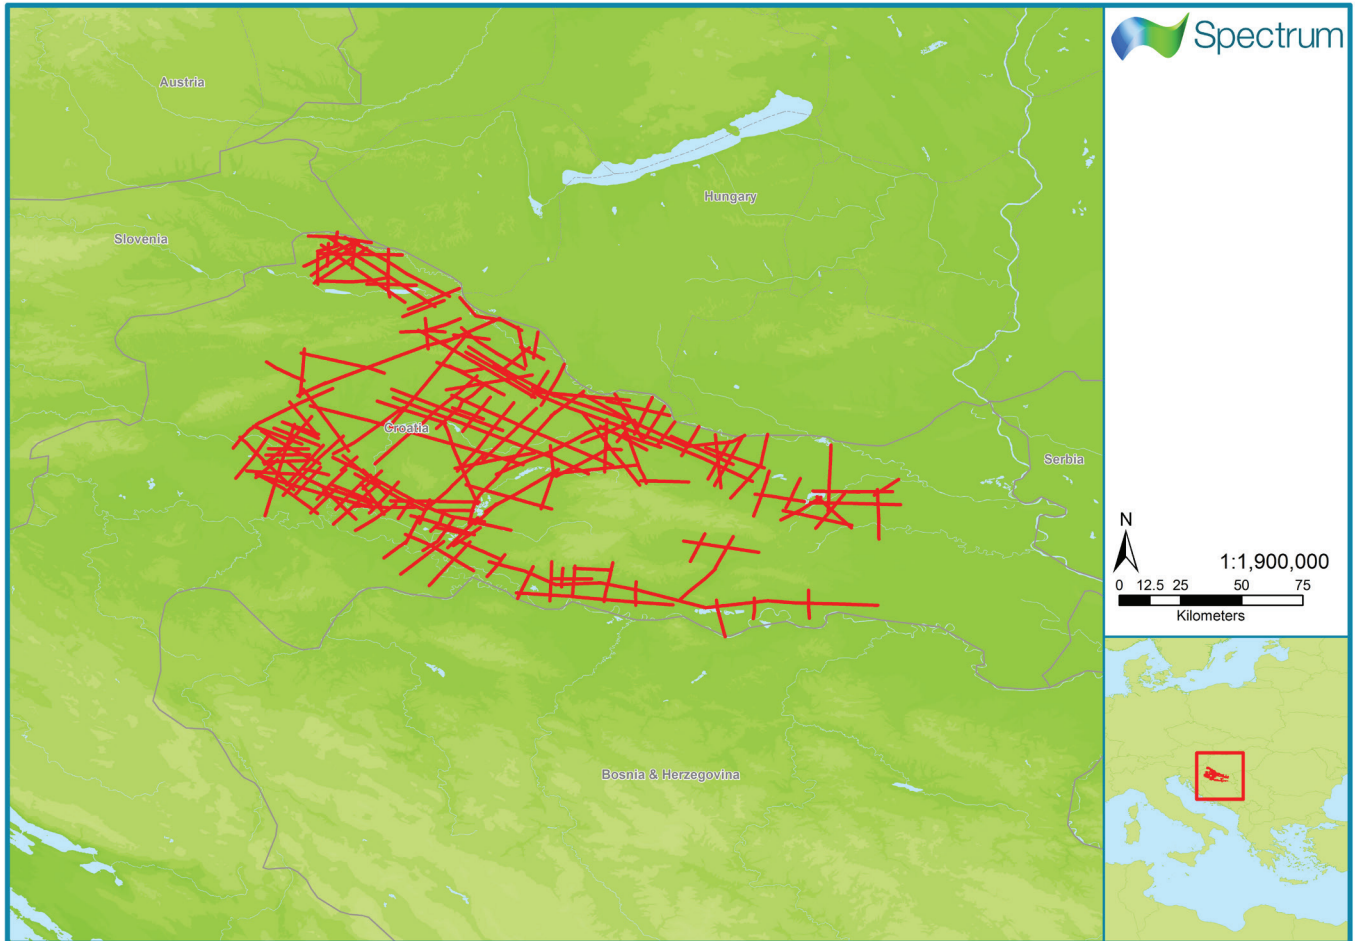 Spectrum
Austria
Hungary
Slovenia
Croatia
Serbia
Bosnia & Herzegovina
N
1:1,900,000
0 12.5 25 50 75
Kilometers